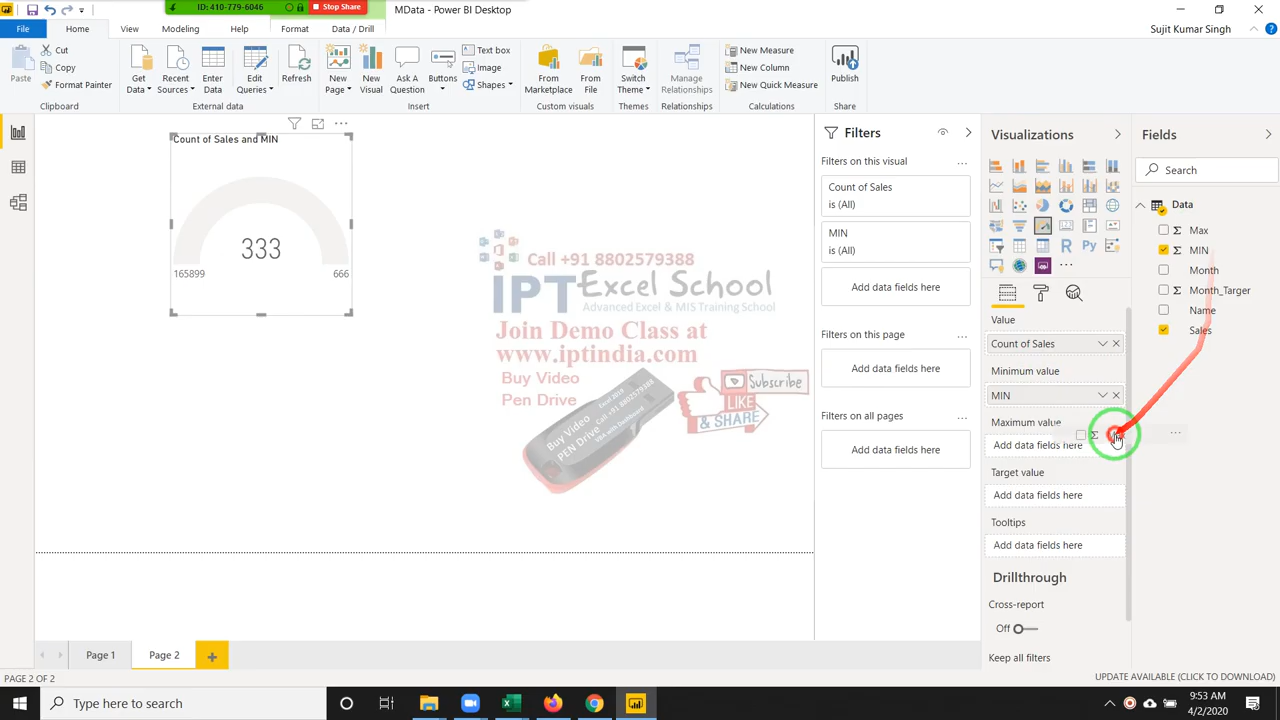 ID: 410-779-6046
Stop Share
MData - Power BI Desktop
Sujit Kumar Singh
File
Home
View
Modeling
Help
Format
Data / Drill
Paste
Cut
Copy
Format Painter
Clipboard
Get Data
Recent Sources
Enter Data
Edit Queries
Refresh
External data
New Page
New Visual
Ask A Question
Buttons
Text box
Image
Shapes
Insert
From Marketplace
From File
Custom visuals
Switch Theme
Themes
Manage Relationships
Relationships
New Measure
New Column
New Quick Measure
Calculations
Publish
Share
Count of Sales and MIN
333
165899
666
Call +91 8802579388
IPT Excel School
Advanced Excel & MIS Training School
Join Demo Class at
www.iptindia.com
Buy Video
Pen Drive
Subscribe
LIKE
& SHARE
Filters
Filters on this visual
Count of Sales
is (All)
MIN
is (All)
Add data fields here
Filters on this page
Add data fields here
Filters on all pages
Add data fields here
Visualizations
Value
Count of Sales
Minimum value
MIN
Maximum value
Add data fields here
Target value
Add data fields here
Tooltips
Add data fields here
Drillthrough
Cross-report
Off
Keep all filters
Fields
Search
Data
Max
MIN
Month
Month_Targer
Name
Sales
Page 1
Page 2
PAGE 2 OF 2
UPDATE AVAILABLE (CLICK TO DOWNLOAD)
Type here to search
9:53 AM
4/2/2020